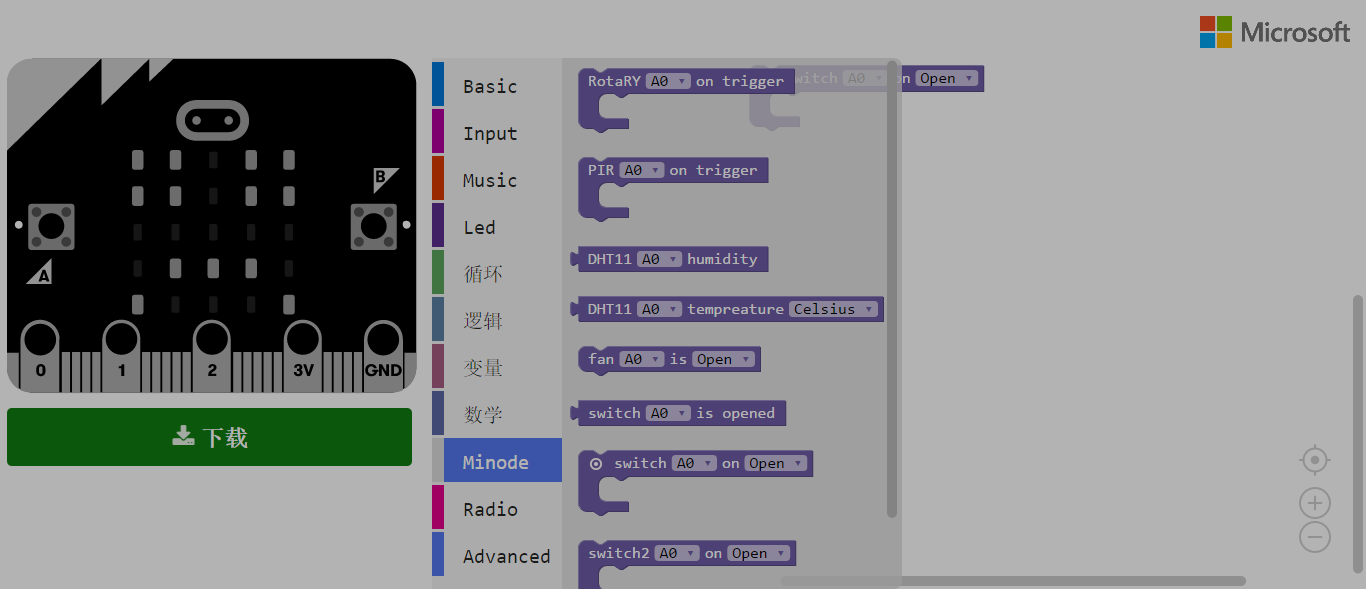 Microsoft
B
A
0 1 2 3V GND
下载
Basic
Input
Music
Led
循环
逻辑
变量
数学
Minode
Radio
Advanced
RotaRY A0 on trigger
PIR A0 on trigger
DHT11 A0 humidity
DHT11 A0 tempreature Celsius
fan A0 is Open
switch A0 is opened
switch A0 on Open
switch2 A0 on Open
witch A0 on Open